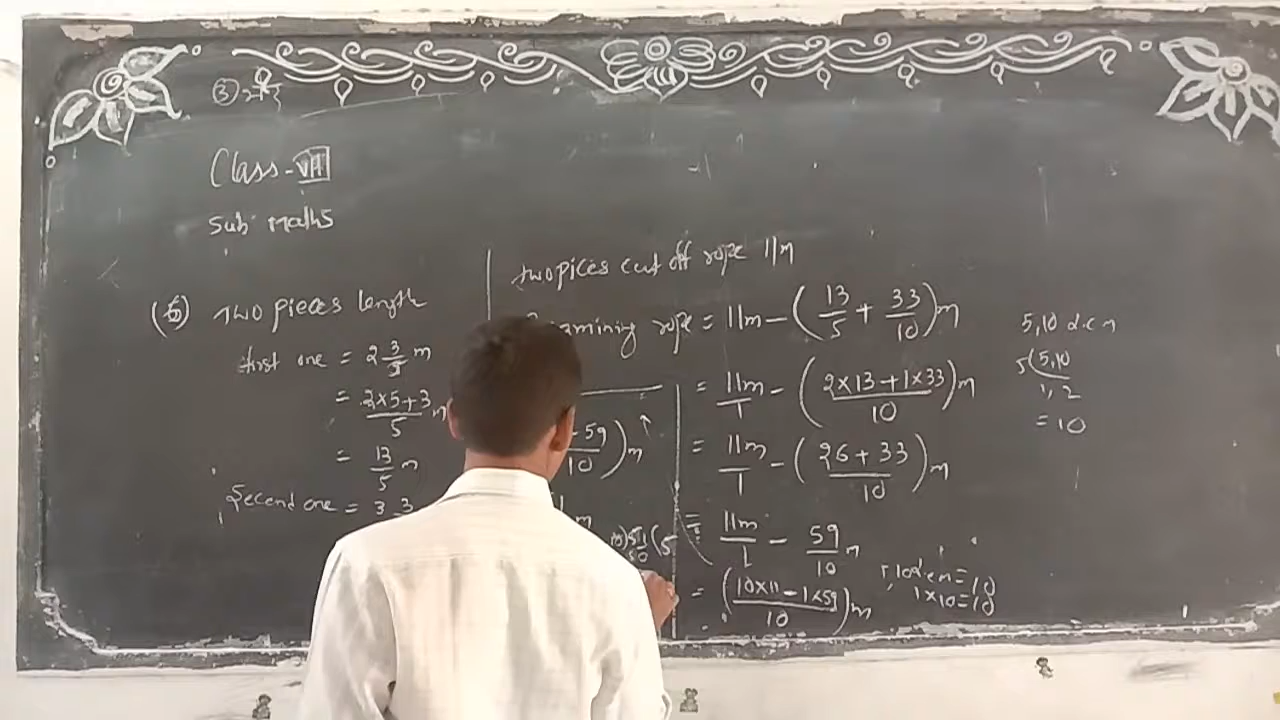 Class-VII
Sub Maths
(5) Two pieces length
first one = 2 3/5 m
= 2×5+3/5 m
= 13/5 m
Second one = 3 3
two pices cut off rope 11m
rope = 11m – (13/5 + 33/10)m
= 11m/1 – (2×13+1×33/10)m
= 11m/1 – (26+33/10)m
= 11m/1 – 59/10 m
= (10×11–1×59/10)m
5,10
5(5,10
1,2
= 10
= 10
1×10=10
– 59/10)m